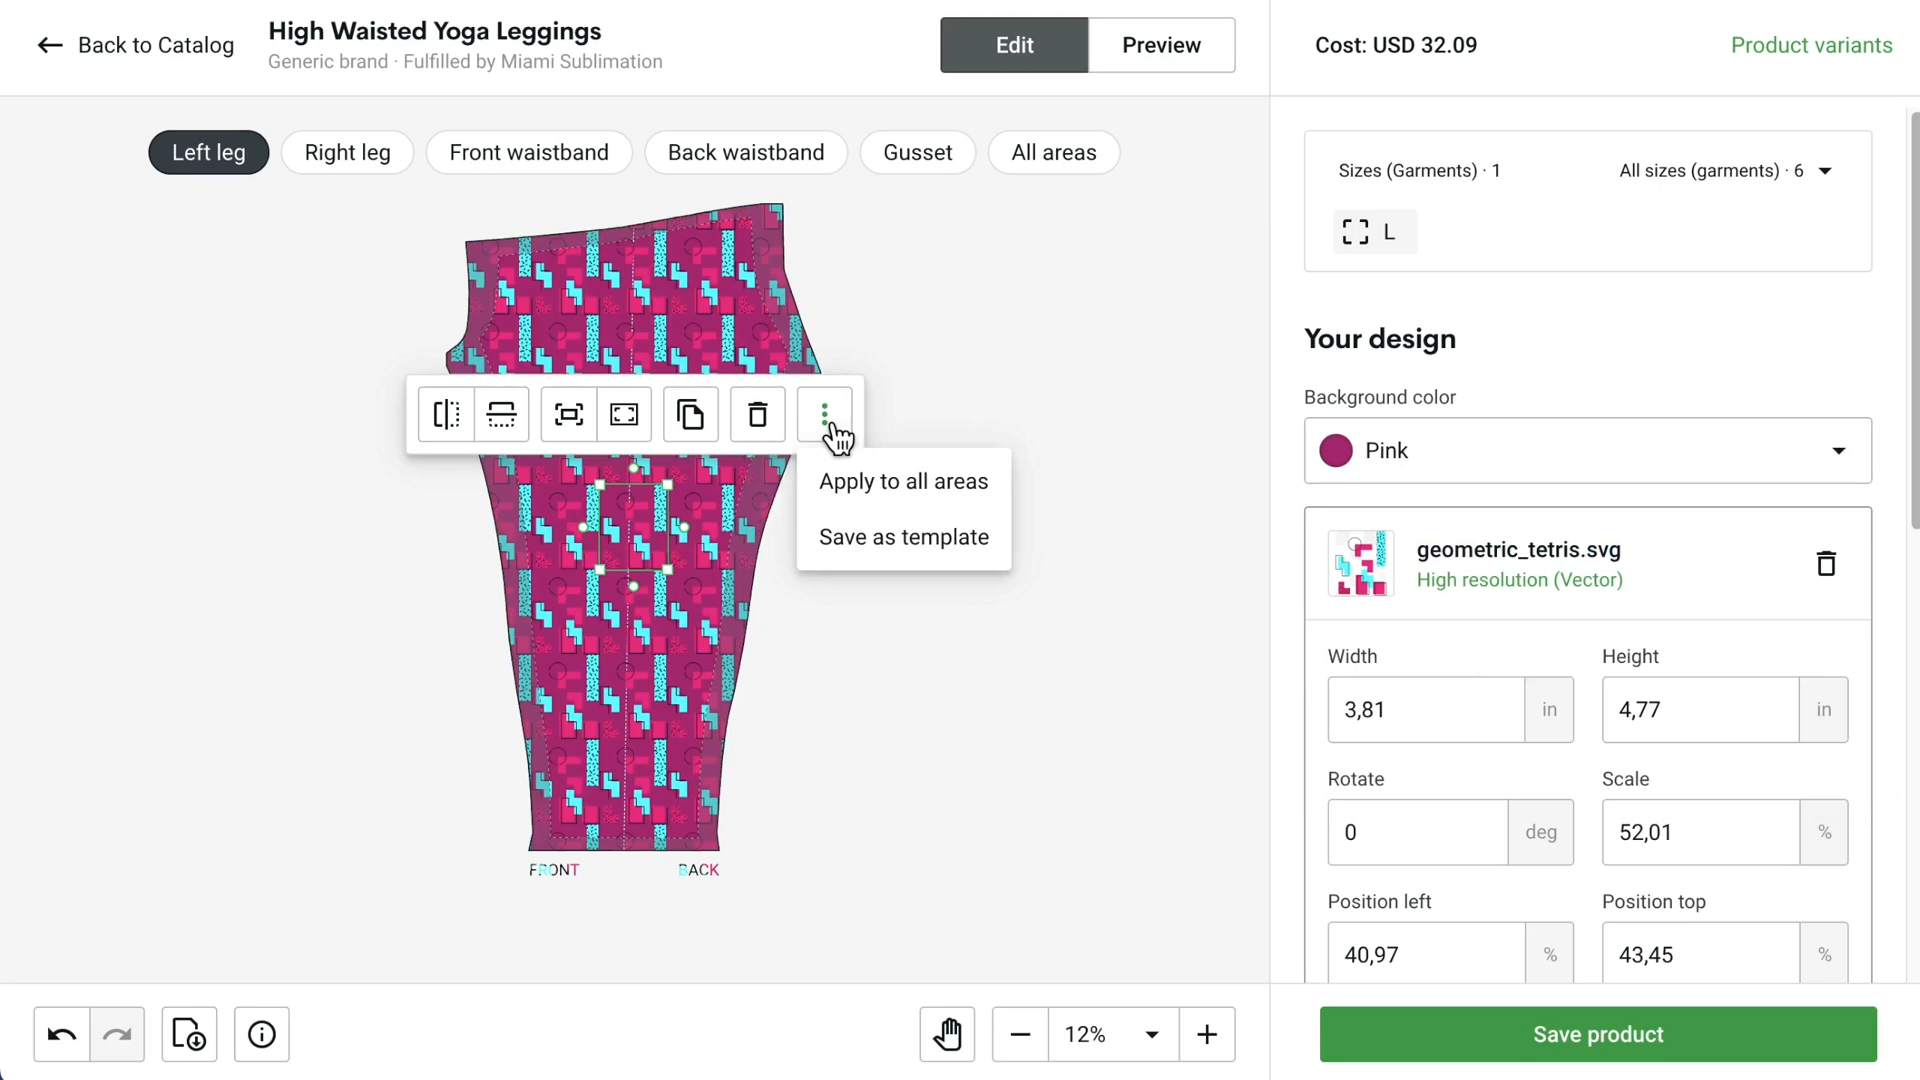 Back to Catalog
High Waisted Yoga Leggings
Generic brand · Fulfilled by Miami Sublimation
Edit
Preview
Cost: USD 32.09
Product variants
Left leg
Right leg
Front waistband
Back waistband
Gusset
All areas
Sizes (Garments) · 1
All sizes (garments) · 6
L
Apply to all areas
Save as template
FRONT
BACK
Your design
Background color
Pink
geometric_tetris.svg
High resolution (Vector)
Width
Height
3,81
in
4,77
in
Rotate
Scale
0
deg
52,01
%
Position left
Position top
40,97
%
43,45
%
12%
Save product